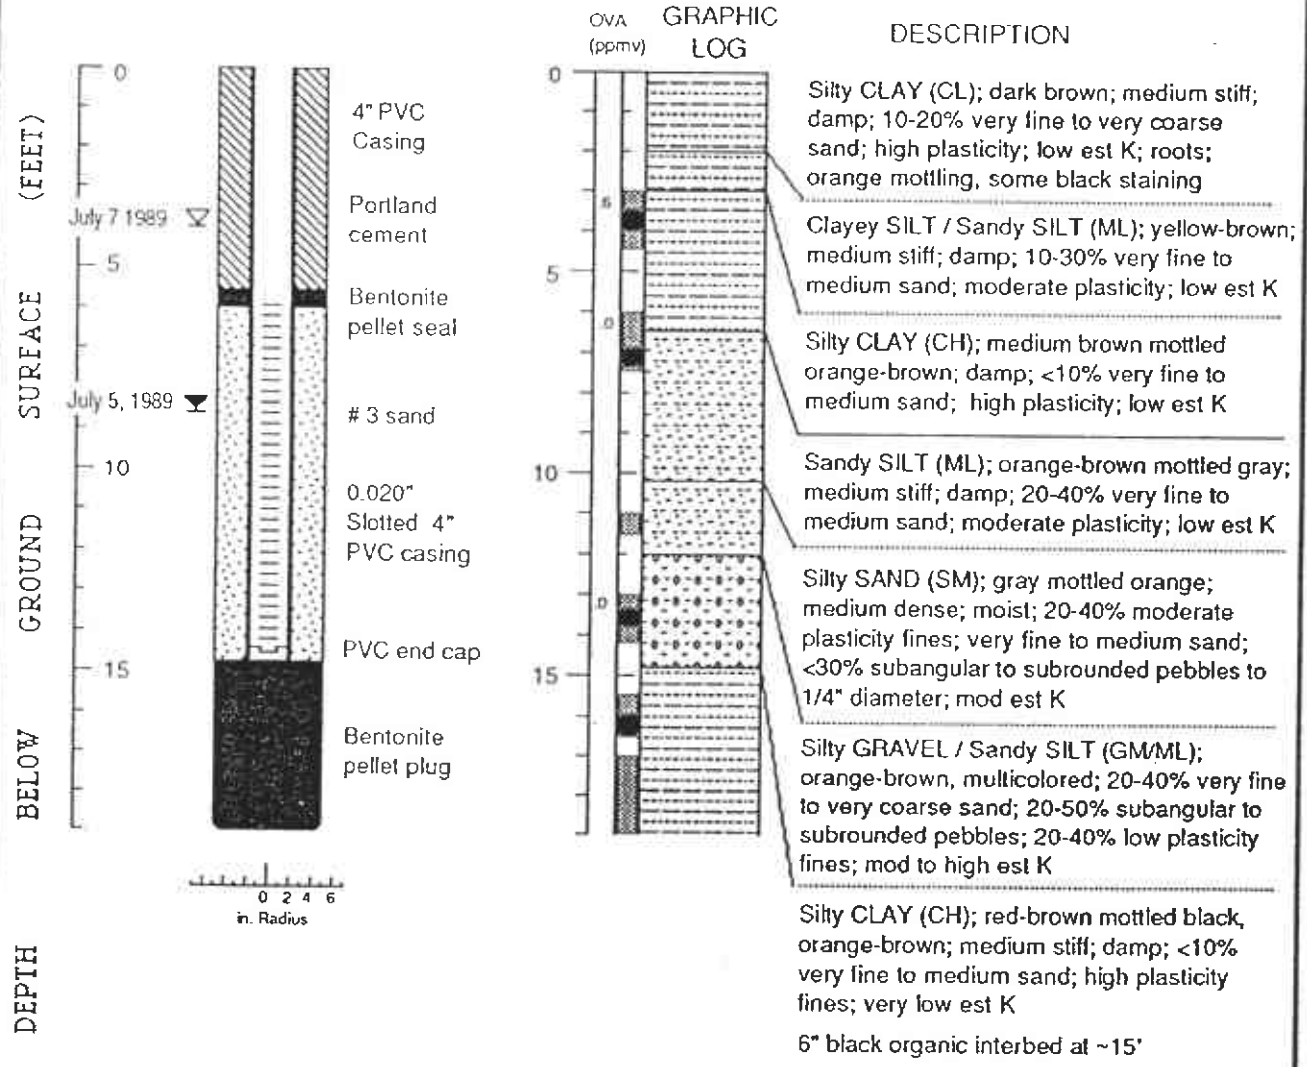 DEPTH BELOW GROUND SURFACE (FEET)
0
5
10
15
July 7 1989
July 5, 1989
4" PVC
Casing
Portland
cement
Bentonite
pellet seal
# 3 sand
0.020"
Slotted 4"
PVC casing
PVC end cap
Bentonite
pellet plug
0 2 4 6
in. Radius
OVA
(ppmv)
GRAPHIC
LOG
DESCRIPTION
0
5
10
15
.6
.0
.0
Silty CLAY (CL); dark brown; medium stiff;
damp; 10-20% very fine to very coarse
sand; high plasticity; low est K; roots;
orange mottling, some black staining
Clayey SILT / Sandy SILT (ML); yellow-brown;
medium stiff; damp; 10-30% very fine to
medium sand; moderate plasticity; low est K
Silty CLAY (CH); medium brown mottled
orange-brown; damp; <10% very fine to
medium sand; high plasticity; low est K
Sandy SILT (ML); orange-brown mottled gray;
medium stiff; damp; 20-40% very fine to
medium sand; moderate plasticity; low est K
Silty SAND (SM); gray mottled orange;
medium dense; moist; 20-40% moderate
plasticity fines; very fine to medium sand;
<30% subangular to subrounded pebbles to
1/4" diameter; mod est K
Silty GRAVEL / Sandy SILT (GM/ML);
orange-brown, multicolored; 20-40% very fine
to very coarse sand; 20-50% subangular to
subrounded pebbles; 20-40% low plasticity
fines; mod to high est K
Silty CLAY (CH); red-brown mottled black,
orange-brown; medium stiff; damp; <10%
very fine to medium sand; high plasticity
fines; very low est K
6" black organic interbed at ~15'